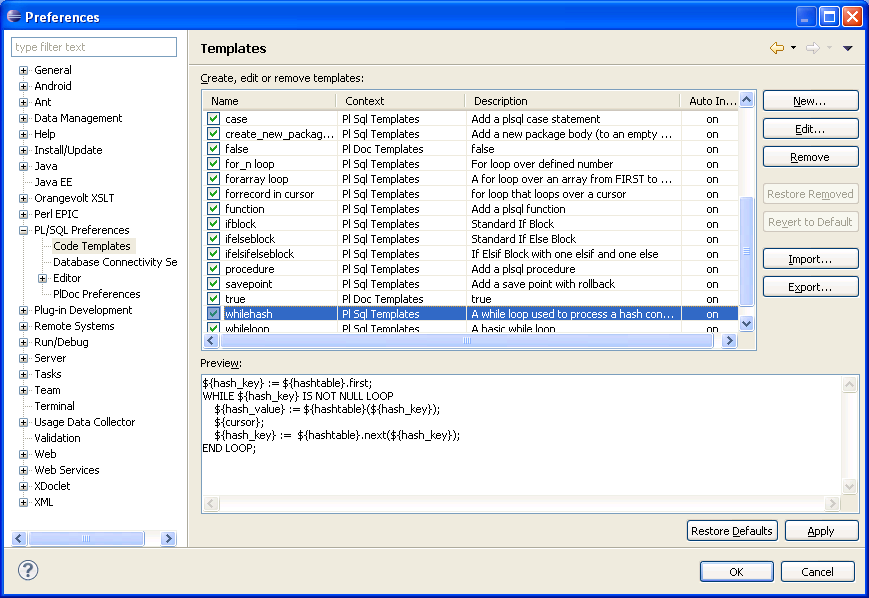 Preferences
type filter text
General
Android
Ant
Data Management
Help
Install/Update
Java
Java EE
Orangevolt XSLT
Perl EPIC
PL/SQL Preferences
Code Templates
Database Connectivity Se
Editor
PlDoc Preferences
Plug-in Development
Remote Systems
Run/Debug
Server
Tasks
Team
Terminal
Usage Data Collector
Validation
Web
Web Services
XDoclet
XML
Templates
Create, edit or remove templates:
Name Context Description Auto In...
case Pl Sql Templates Add a plsql case statement on
create_new_packag... Pl Sql Templates Add a new package body (to an empty ... on
false Pl Doc Templates false on
for_n loop Pl Sql Templates For loop over defined number on
forarray loop Pl Sql Templates A for loop over an array from FIRST to ... on
forrecord in cursor Pl Sql Templates for loop that loops over a cursor on
function Pl Sql Templates Add a plsql function on
ifblock Pl Sql Templates Standard If Block on
ifelseblock Pl Sql Templates Standard If Else Block on
ifelsifelseblock Pl Sql Templates If Elsif Block with one elsif and one else on
procedure Pl Sql Templates Add a plsql procedure on
savepoint Pl Sql Templates Add a save point with rollback on
true Pl Doc Templates true on
whilehash Pl Sql Templates A while loop used to process a hash con... on
whileloop Pl Sql Templates A basic while loop on
New...
Edit...
Remove
Restore Removed
Revert to Default
Import...
Export...
Preview:
${hash_key} := ${hashtable}.first;
WHILE ${hash_key} IS NOT NULL LOOP
${hash_value} := ${hashtable}(${hash_key});
${cursor};
${hash_key} := ${hashtable}.next(${hash_key});
END LOOP;
Restore Defaults
Apply
OK
Cancel